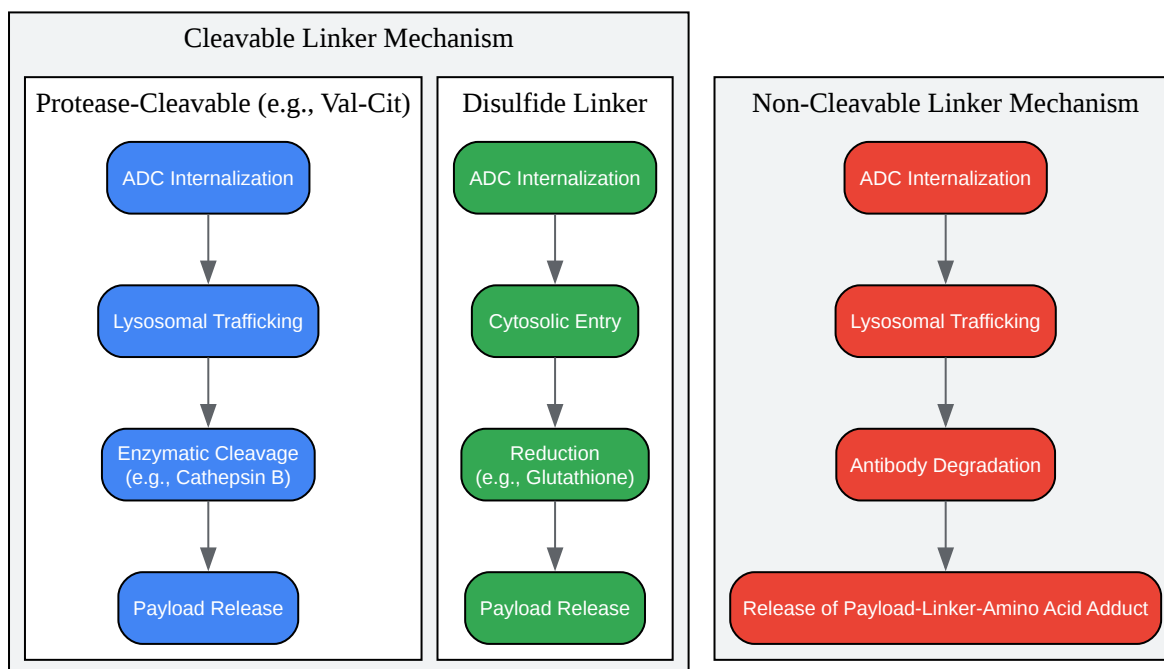 Cleavable Linker Mechanism
Protease-Cleavable (e.g., Val-Cit)
ADC Internalization
Lysosomal Trafficking
Enzymatic Cleavage
(e.g., Cathepsin B)
Payload Release
Disulfide Linker
ADC Internalization
Cytosolic Entry
Reduction
(e.g., Glutathione)
Payload Release
Non-Cleavable Linker Mechanism
ADC Internalization
Lysosomal Trafficking
Antibody Degradation
Release of Payload-Linker-Amino Acid Adduct